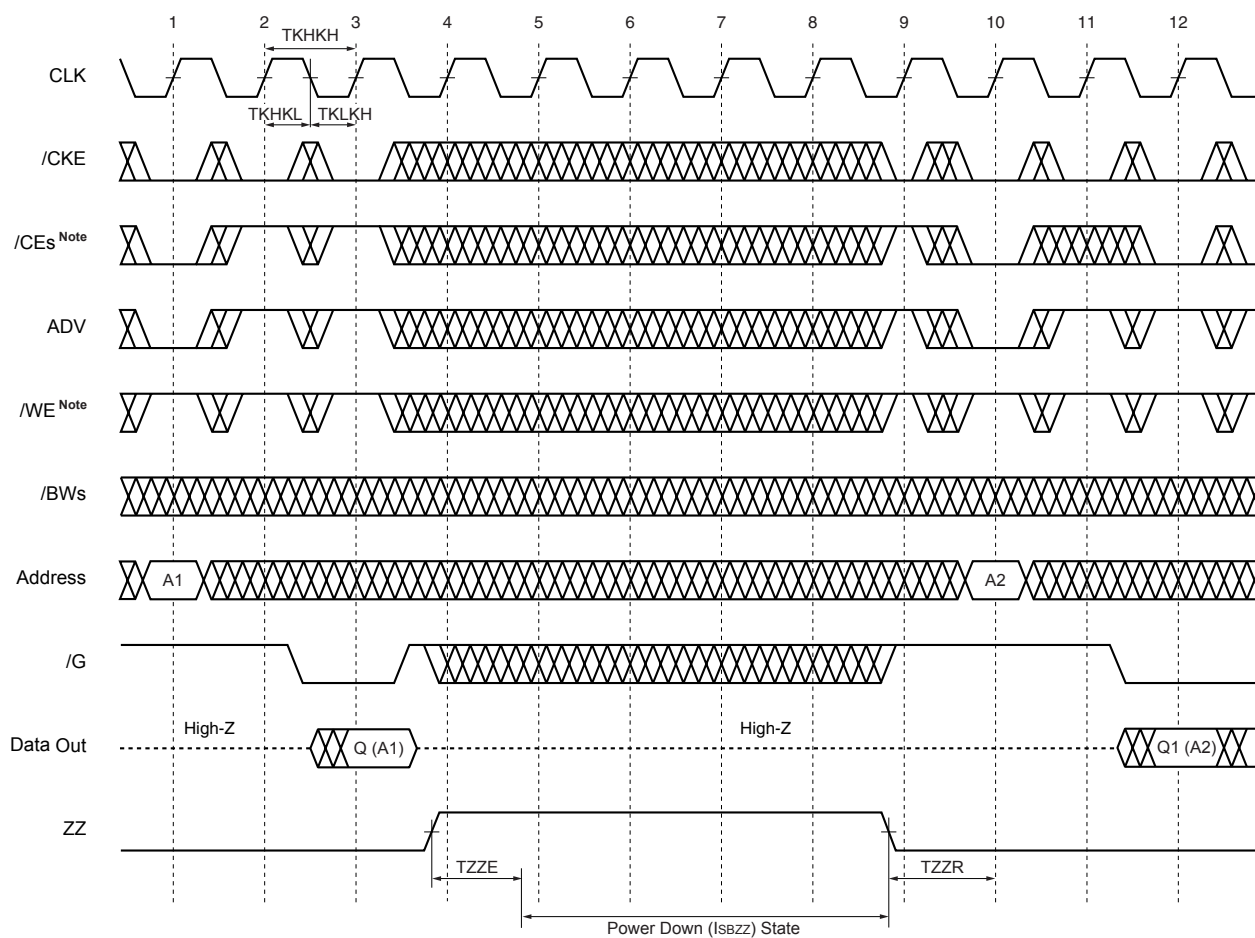 1 2 3 4 5 6 7 8 9 10 11 12
TKHKH
CLK
TKHKL TKLKH
/CKE
/CEs Note
ADV
/WE Note
/BWs
Address A1 A2
/G
High-Z High-Z
Data Out Q (A1) Q1 (A2)
ZZ
TZZE TZZR
Power Down (ISBZZ) State